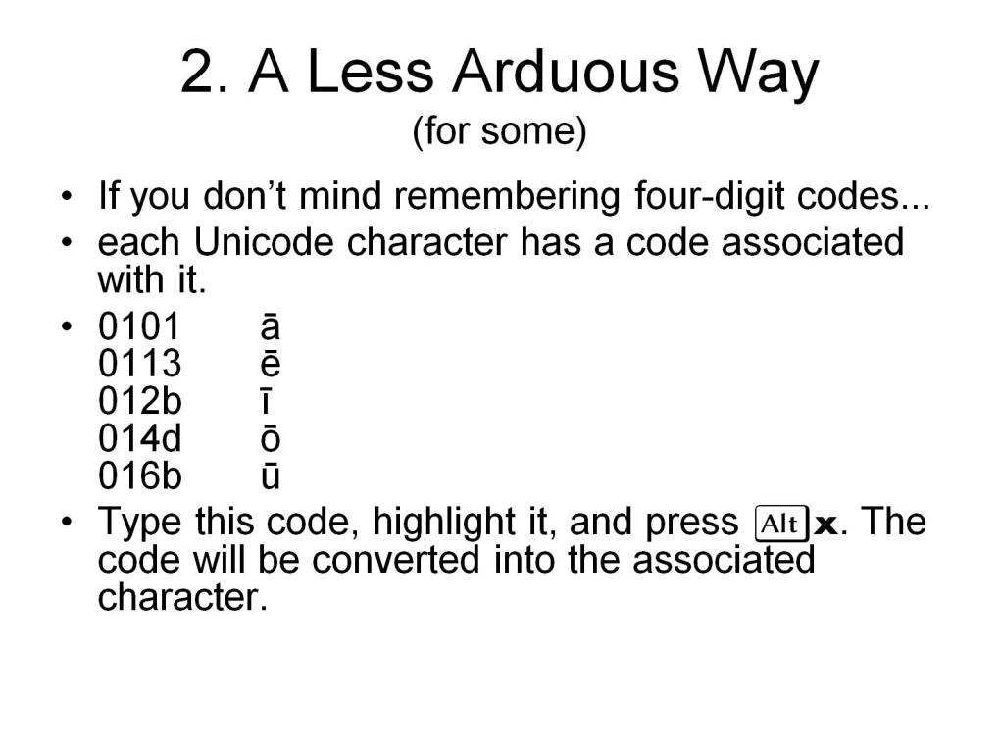 2. A Less Arduous Way
(for some)
• If you don’t mind remembering four-digit codes...
• each Unicode character has a code associated
with it.
• 0101 ā
0113 ē
012b ī
014d ō
016b ū
• Type this code, highlight it, and press Alt x. The
code will be converted into the associated
character.